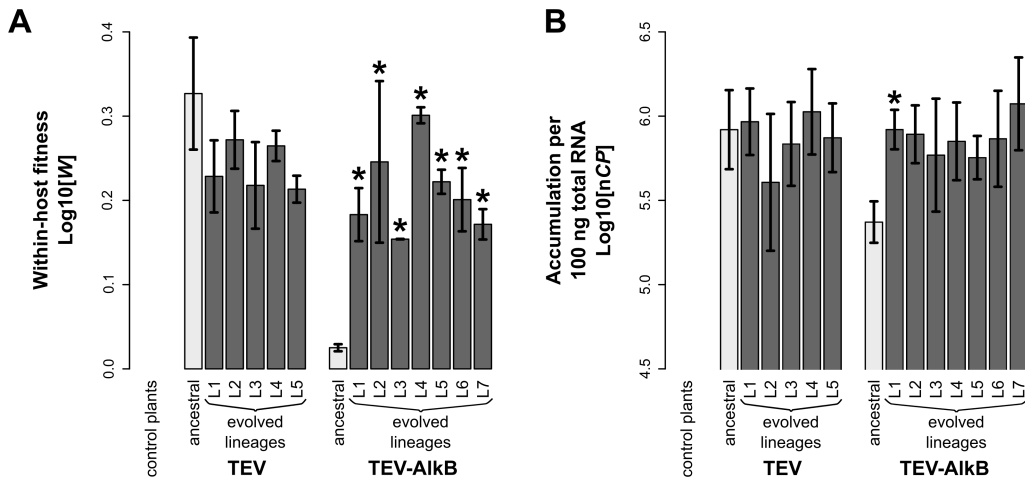 A
Within-host fitness
Log10[W]
0.4
0.3
0.2
0.1
0.0
* * * * * * *
control plants
ancestral
L1
L2
L3
L4
L5
evolved
lineages
TEV
ancestral
L1
L2
L3
L4
L5
L6
L7
evolved
lineages
TEV-AlkB
B
Accumulation per
100 ng total RNA
Log10[nCP]
6.5
6.0
5.5
5.0
4.5
*
control plants
ancestral
L1
L2
L3
L4
L5
evolved
lineages
TEV
ancestral
L1
L2
L3
L4
L5
L6
L7
evolved
lineages
TEV-AlkB